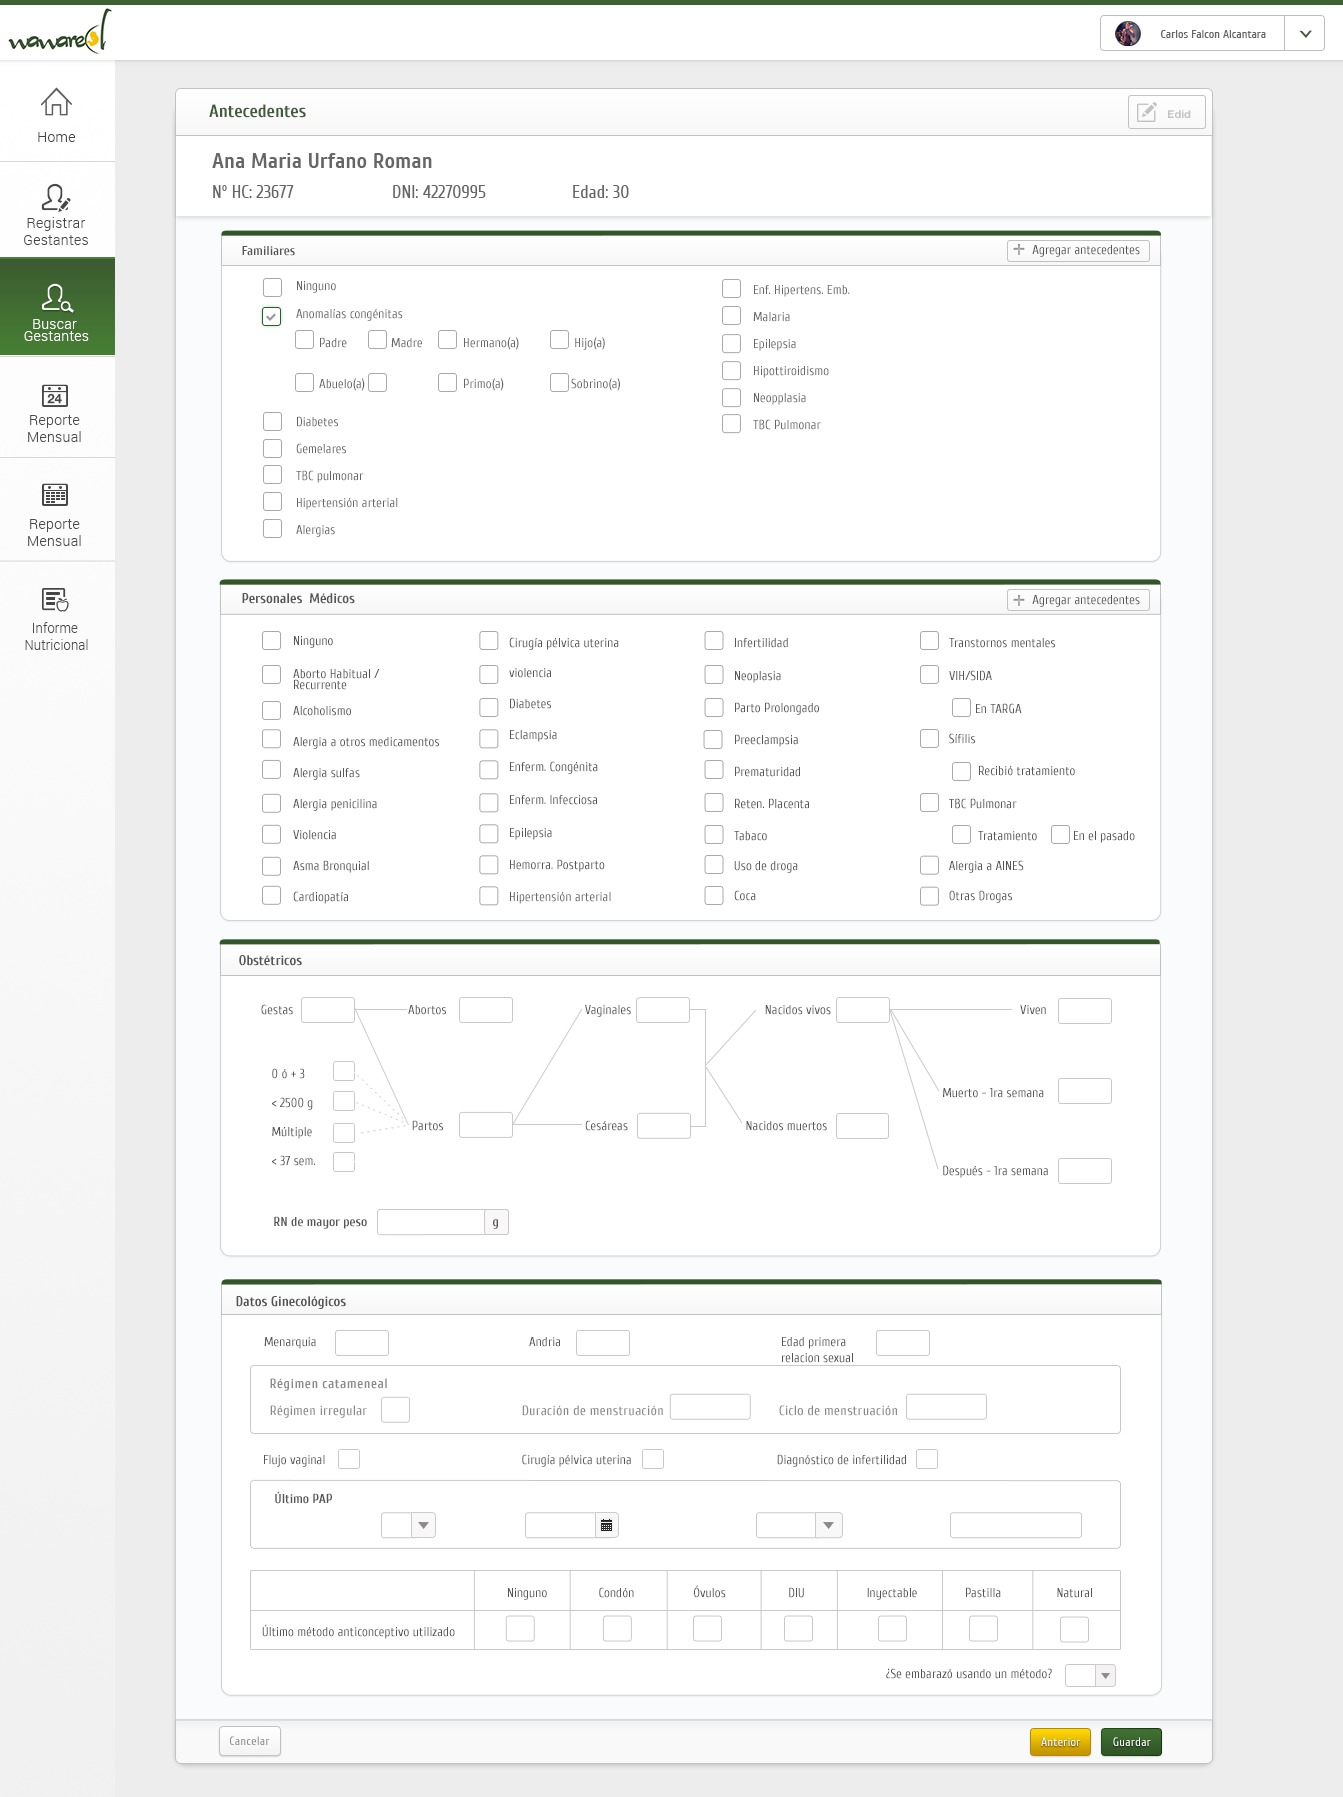 wawared
Carlos Falcon Alcantara
Home
Registrar
Gestantes
Buscar
Gestantes
24
Reporte
Mensual
Reporte
Mensual
Informe
Nutricional
Antecedentes
Edid
Ana Maria Urfano Roman
Nº HC: 23677 DNI: 42270995 Edad: 30
Familiares
Agregar antecedentes
Ninguno
Anomalías congénitas
Padre Madre Hermano(a) Hijo(a)
Abuelo(a) Primo(a) Sobrino(a)
Diabetes
Gemelares
TBC pulmonar
Hipertensión arterial
Alergias
Enf. Hipertens. Emb.
Malaria
Epilepsia
Hipottiroidismo
Neopplasia
TBC Pulmonar
Personales Médicos
Agregar antecedentes
Ninguno
Aborto Habitual /
Recurrente
Alcoholismo
Alergia a otros medicamentos
Alergia sulfas
Alergia penicilina
Violencia
Asma Bronquial
Cardiopatía
Cirugía pélvica uterina
violencia
Diabetes
Eclampsia
Enferm. Congénita
Enferm. Infecciosa
Epilepsia
Hemorra. Postparto
Hipertensión arterial
Infertilidad
Neoplasia
Parto Prolongado
Preeclampsia
Prematuridad
Reten. Placenta
Tabaco
Uso de droga
Coca
Transtornos mentales
VIH/SIDA
En TARGA
Sífilis
Recibió tratamiento
TBC Pulmonar
Tratamiento En el pasado
Alergia a AINES
Otras Drogas
Obstétricos
Gestas Abortos Vaginales Nacidos vivos Viven
0 ó + 3
< 2500 g
Múltiple
< 37 sem.
Partos Cesáreas Nacidos muertos
Muerto - 1ra semana
Después - 1ra semana
RN de mayor peso g
Datos Ginecológicos
Menarquia Andria Edad primera
relacion sexual
Régimen catameneal
Régimen irregular Duración de menstruación Ciclo de menstruación
Flujo vaginal Cirugía pélvica uterina Diagnóstico de infertilidad
Último PAP
Ninguno Condón Óvulos DIU Inyectable Pastilla Natural
Último método anticonceptivo utilizado
¿Se embarazó usando un método?
Cancelar Anterior Guardar